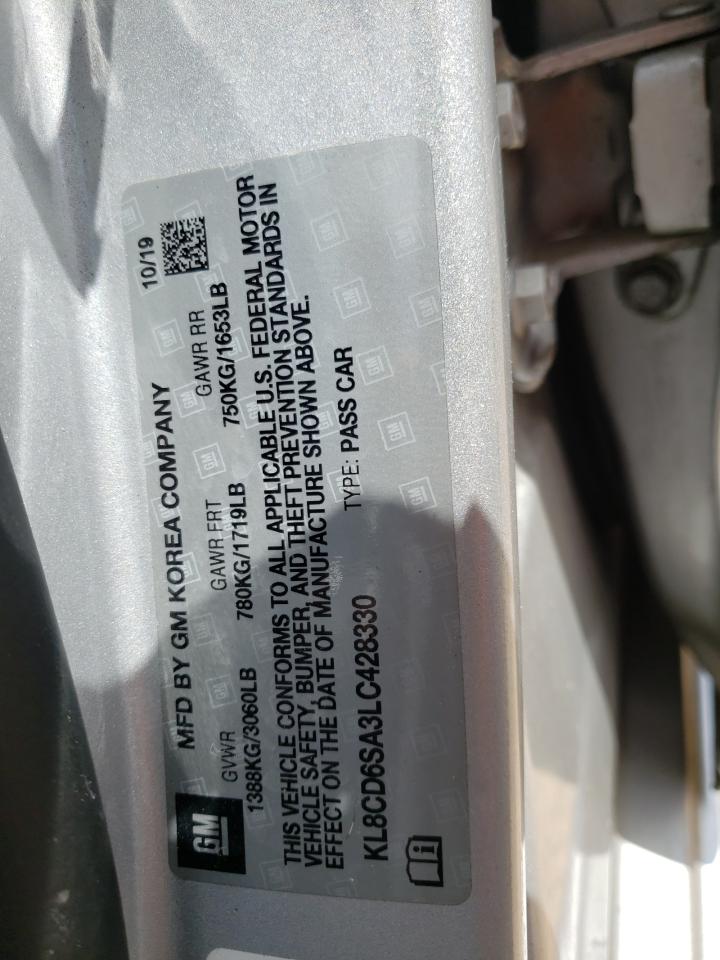 GM
MFD BY GM KOREA COMPANY
10/19
GVWR GAWR FRT GAWR RR
1388KG/3060LB 780KG/1719LB 750KG/1653LB
THIS VEHICLE CONFORMS TO ALL APPLICABLE U.S. FEDERAL MOTOR
VEHICLE SAFETY, BUMPER, AND THEFT PREVENTION STANDARDS IN
EFFECT ON THE DATE OF MANUFACTURE SHOWN ABOVE.
KL8CD6SA3LC428330 TYPE: PASS CAR